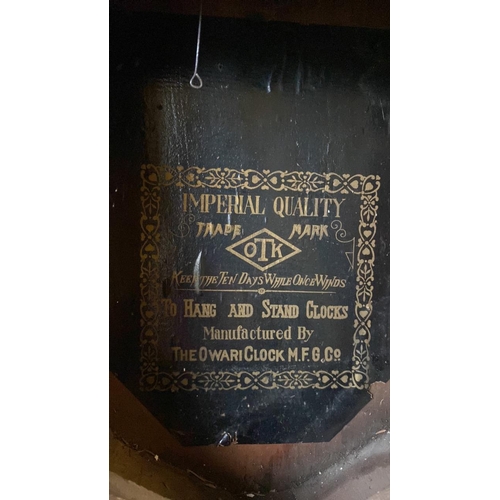 IMPERIAL QUALITY
TRADE MARK
OTK
KEEP THE TEN DAYS WHILE ONCE WINDS
TO HANG AND STAND CLOCKS
Manufactured By
THE OWARI CLOCK M.F.G. Co